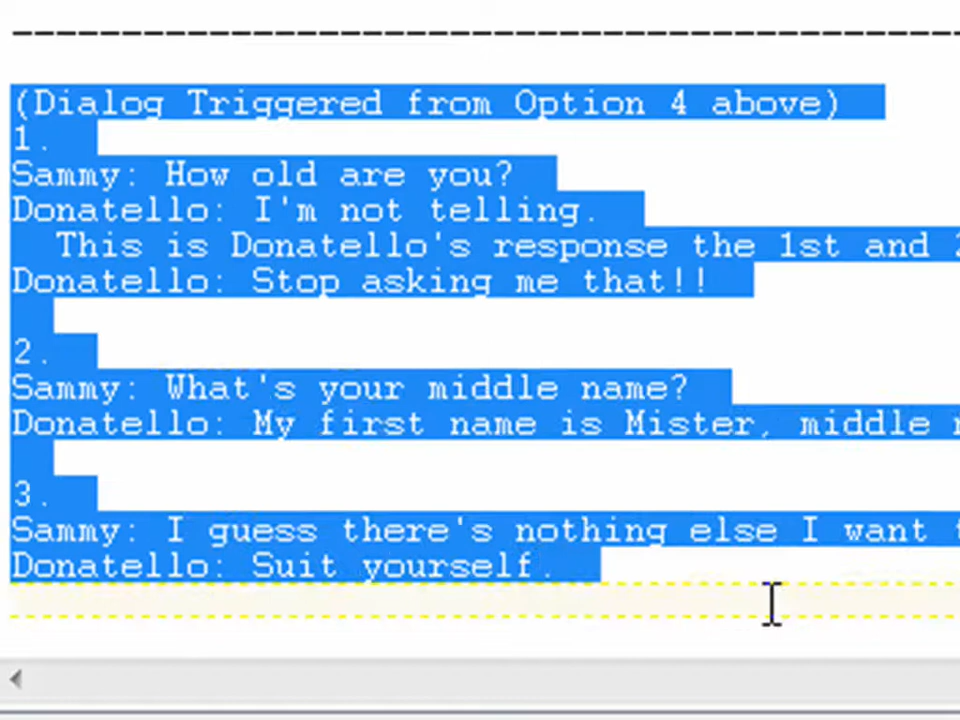 (Dialog Triggered from Option 4 above)
1.
Sammy: How old are you?
Donatello: I'm not telling.
This is Donatello's response the 1st and
Donatello: Stop asking me that!!
2.
Sammy: What's your middle name?
Donatello: My first name is Mister, middle
3.
Sammy: I guess there's nothing else I want
Donatello: Suit yourself.